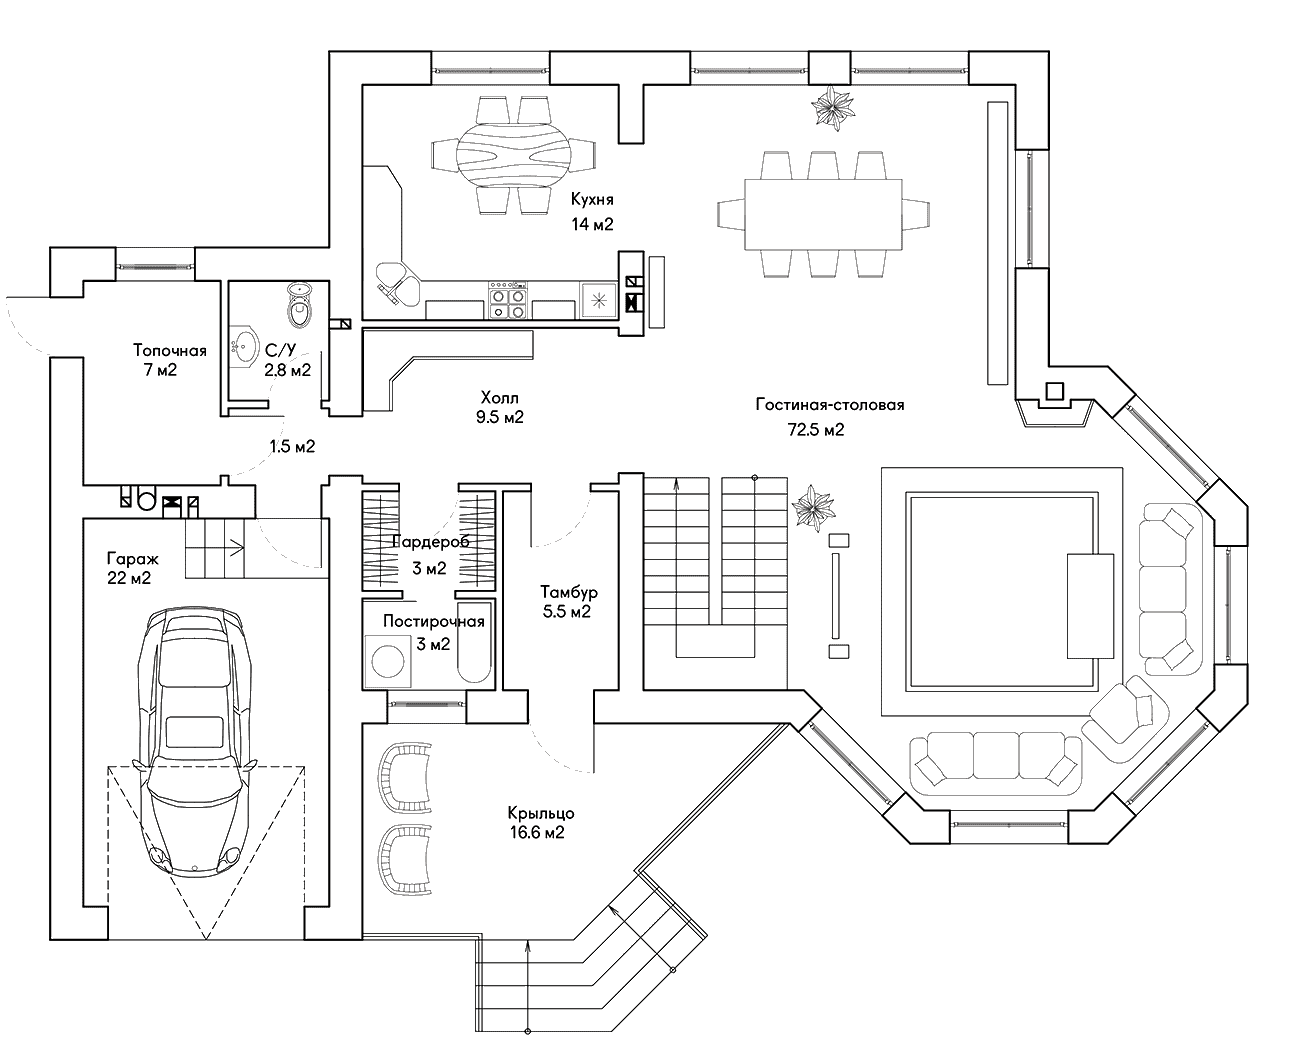 Кухня
14 м2
Топочная
7 м2
С/У
2.8 м2
Холл
9.5 м2
Гостиная-столовая
72.5 м2
1.5 м2
Гараж
22 м2
Гардероб
3 м2
Тамбур
5.5 м2
Постирочная
3 м2
Крыльцо
16.6 м2